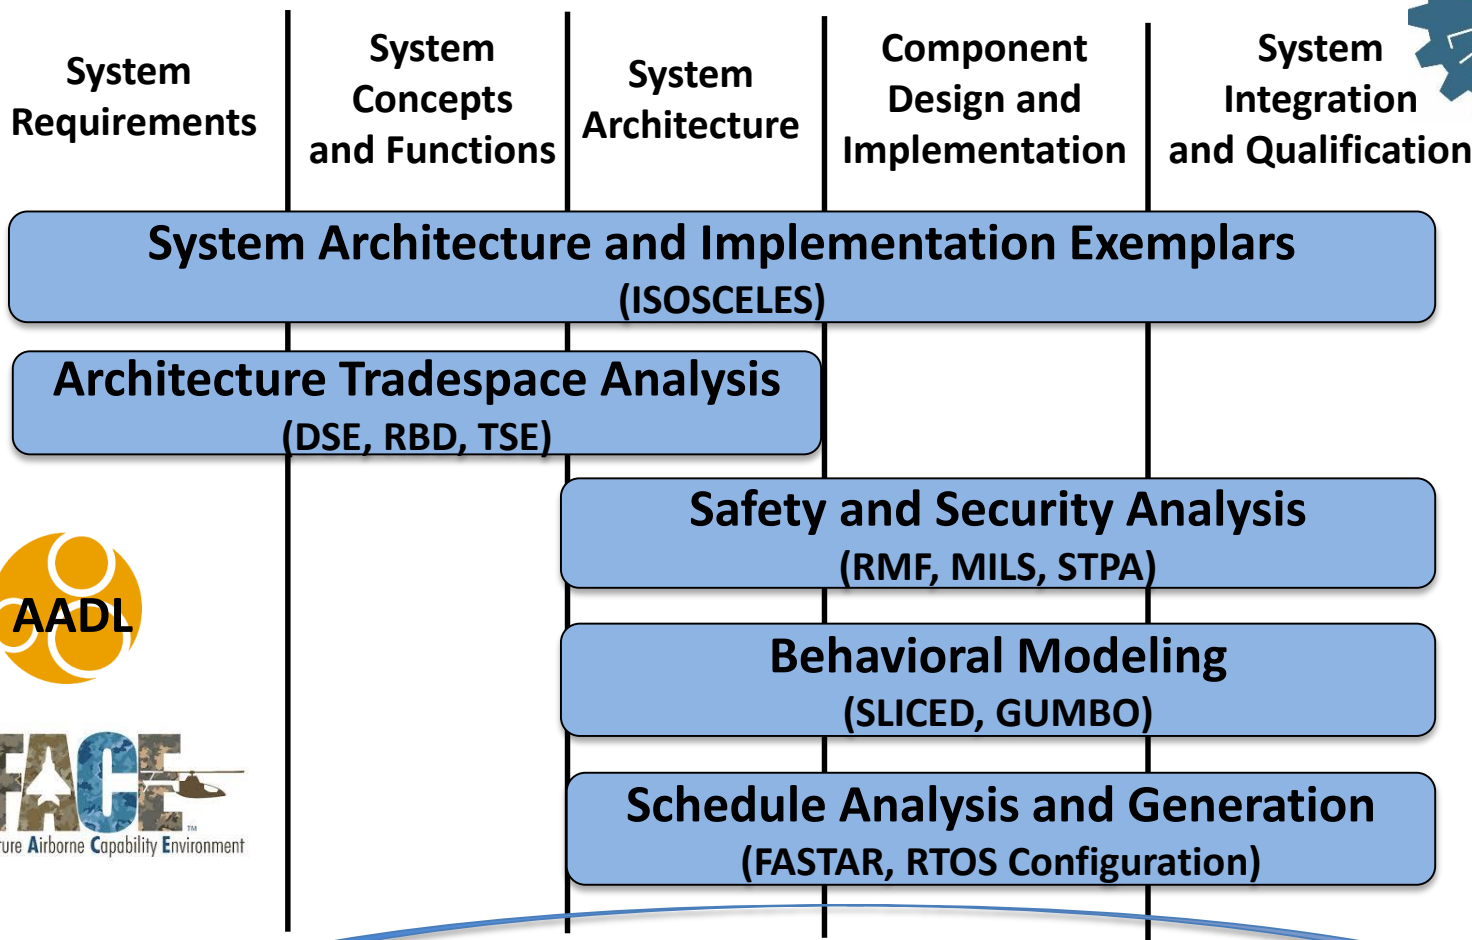 System
Requirements
System
Concepts
and Functions
System
Architecture
Component
Design and
Implementation
System
Integration
and Qualification
System Architecture and Implementation Exemplars
(ISOSCELES)
Architecture Tradespace Analysis
(DSE, RBD, TSE)
Safety and Security Analysis
(RMF, MILS, STPA)
AADL
Behavioral Modeling
(SLICED, GUMBO)
FACE™
ture Airborne Capability Environment
Schedule Analysis and Generation
(FASTAR, RTOS Configuration)